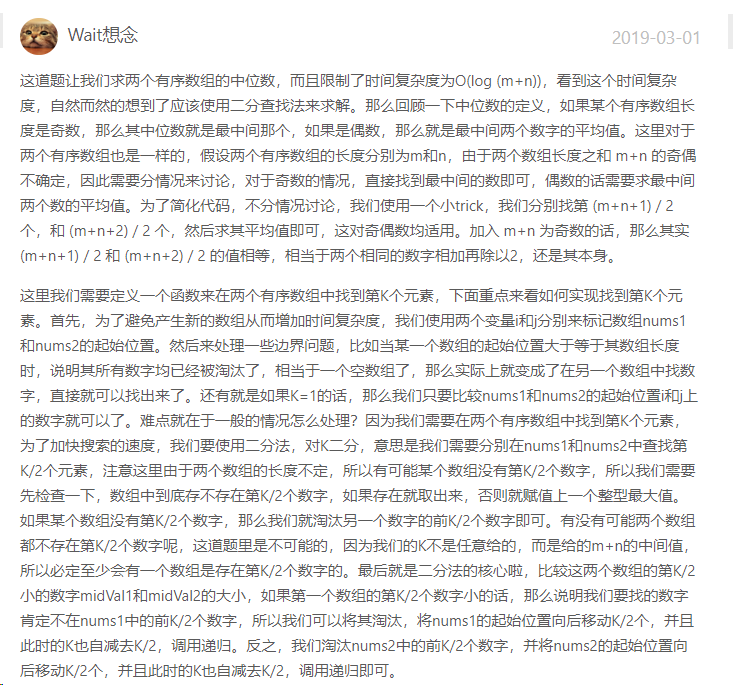 Wait想念
2019-03-01
这道题让我们求两个有序数组的中位数，而且限制了时间复杂度为O(log (m+n))，看到这个时间复杂
度，自然而然的想到了应该使用二分查找法来求解。那么回顾一下中位数的定义，如果某个有序数组长
度是奇数，那么其中位数就是最中间那个，如果是偶数，那么就是最中间两个数字的平均值。这里对于
两个有序数组也是一样的，假设两个有序数组的长度分别为m和n，由于两个数组长度之和 m+n 的奇偶
不确定，因此需要分情况来讨论，对于奇数的情况，直接找到最中间的数即可，偶数的话需要求最中间
两个数的平均值。为了简化代码，不分情况讨论，我们使用一个小trick，我们分别找第 (m+n+1) / 2
个，和 (m+n+2) / 2 个，然后求其平均值即可，这对奇偶数均适用。加入 m+n 为奇数的话，那么其实
(m+n+1) / 2 和 (m+n+2) / 2 的值相等，相当于两个相同的数字相加再除以2，还是其本身。
这里我们需要定义一个函数来在两个有序数组中找到第K个元素，下面重点来看如何实现找到第K个元
素。首先，为了避免产生新的数组从而增加时间复杂度，我们使用两个变量i和j分别来标记数组nums1
和nums2的起始位置。然后来处理一些边界问题，比如当某一个数组的起始位置大于等于其数组长度
时，说明其所有数字均已经被淘汰了，相当于一个空数组了，那么实际上就变成了在另一个数组中找数
字，直接就可以找出来了。还有就是如果K=1的话，那么我们只要比较nums1和nums2的起始位置i和j上
的数字就可以了。难点就在于一般的情况怎么处理？因为我们需要在两个有序数组中找到第K个元素，
为了加快搜索的速度，我们要使用二分法，对K二分，意思是我们需要分别在nums1和nums2中查找第
K/2个元素，注意这里由于两个数组的长度不定，所以有可能某个数组没有第K/2个数字，所以我们需要
先检查一下，数组中到底存不存在第K/2个数字，如果存在就取出来，否则就赋值上一个整型最大值。
如果某个数组没有第K/2个数字，那么我们就淘汰另一个数字的前K/2个数字即可。有没有可能两个数组
都不存在第K/2个数字呢，这道题里是不可能的，因为我们的K不是任意给的，而是给的m+n的中间值，
所以必定至少会有一个数组是存在第K/2个数字的。最后就是二分法的核心啦，比较这两个数组的第K/2
小的数字midVal1和midVal2的大小，如果第一个数组的第K/2个数字小的话，那么说明我们要找的数字
肯定不在nums1中的前K/2个数字，所以我们可以将其淘汰，将nums1的起始位置向后移动K/2个，并且
此时的K也自减去K/2，调用递归。反之，我们淘汰nums2中的前K/2个数字，并将nums2的起始位置向
后移动K/2个，并且此时的K也自减去K/2，调用递归即可。